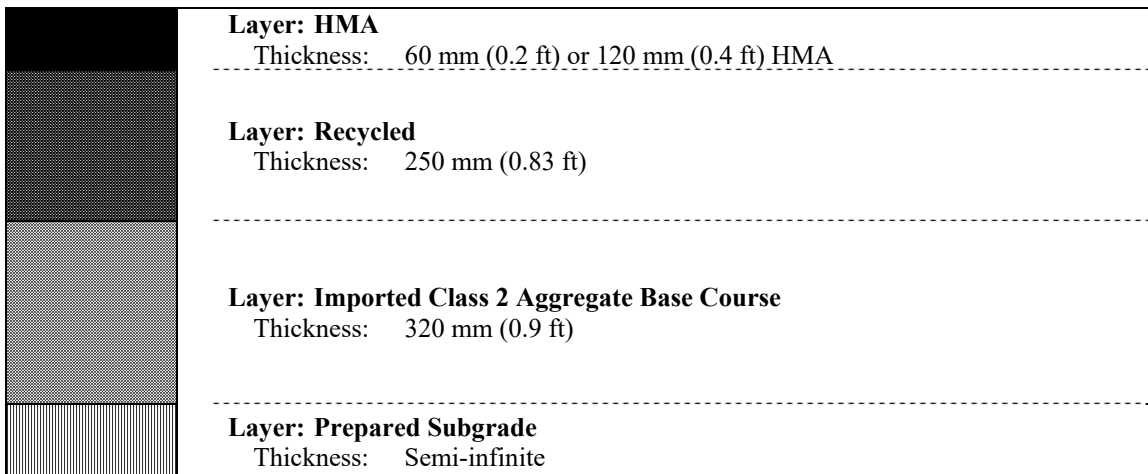 Layer: HMA
Thickness: 60 mm (0.2 ft) or 120 mm (0.4 ft) HMA
Layer: Recycled
Thickness: 250 mm (0.83 ft)
Layer: Imported Class 2 Aggregate Base Course
Thickness: 320 mm (0.9 ft)
Layer: Prepared Subgrade
Thickness: Semi-infinite